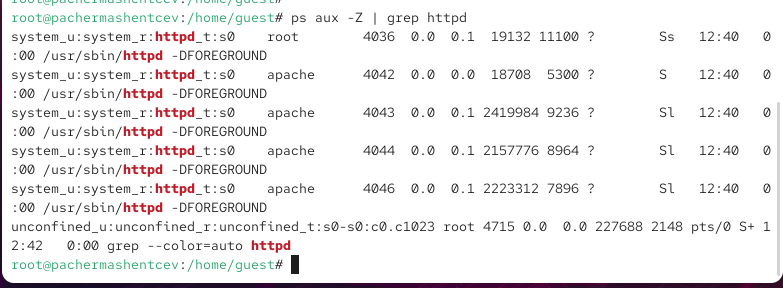 root@pachermashentcev:/home/guest#
root@pachermashentcev:/home/guest# ps aux -Z | grep httpd
system_u:system_r:httpd_t:s0    root        4036  0.0  0.1  19132 11100 ?        Ss   12:40   0
:00 /usr/sbin/httpd -DFOREGROUND
system_u:system_r:httpd_t:s0    apache      4042  0.0  0.0  18708  5300 ?        S    12:40   0
:00 /usr/sbin/httpd -DFOREGROUND
system_u:system_r:httpd_t:s0    apache      4043  0.0  0.1 2419984 9236 ?        Sl   12:40   0
:00 /usr/sbin/httpd -DFOREGROUND
system_u:system_r:httpd_t:s0    apache      4044  0.0  0.1 2157776 8964 ?        Sl   12:40   0
:00 /usr/sbin/httpd -DFOREGROUND
system_u:system_r:httpd_t:s0    apache      4046  0.0  0.1 2223312 7896 ?        Sl   12:40   0
:00 /usr/sbin/httpd -DFOREGROUND
unconfined_u:unconfined_r:unconfined_t:s0-s0:c0.c1023 root 4715 0.0  0.0 227688 2148 pts/0 S+ 1
2:42   0:00 grep --color=auto httpd
root@pachermashentcev:/home/guest#